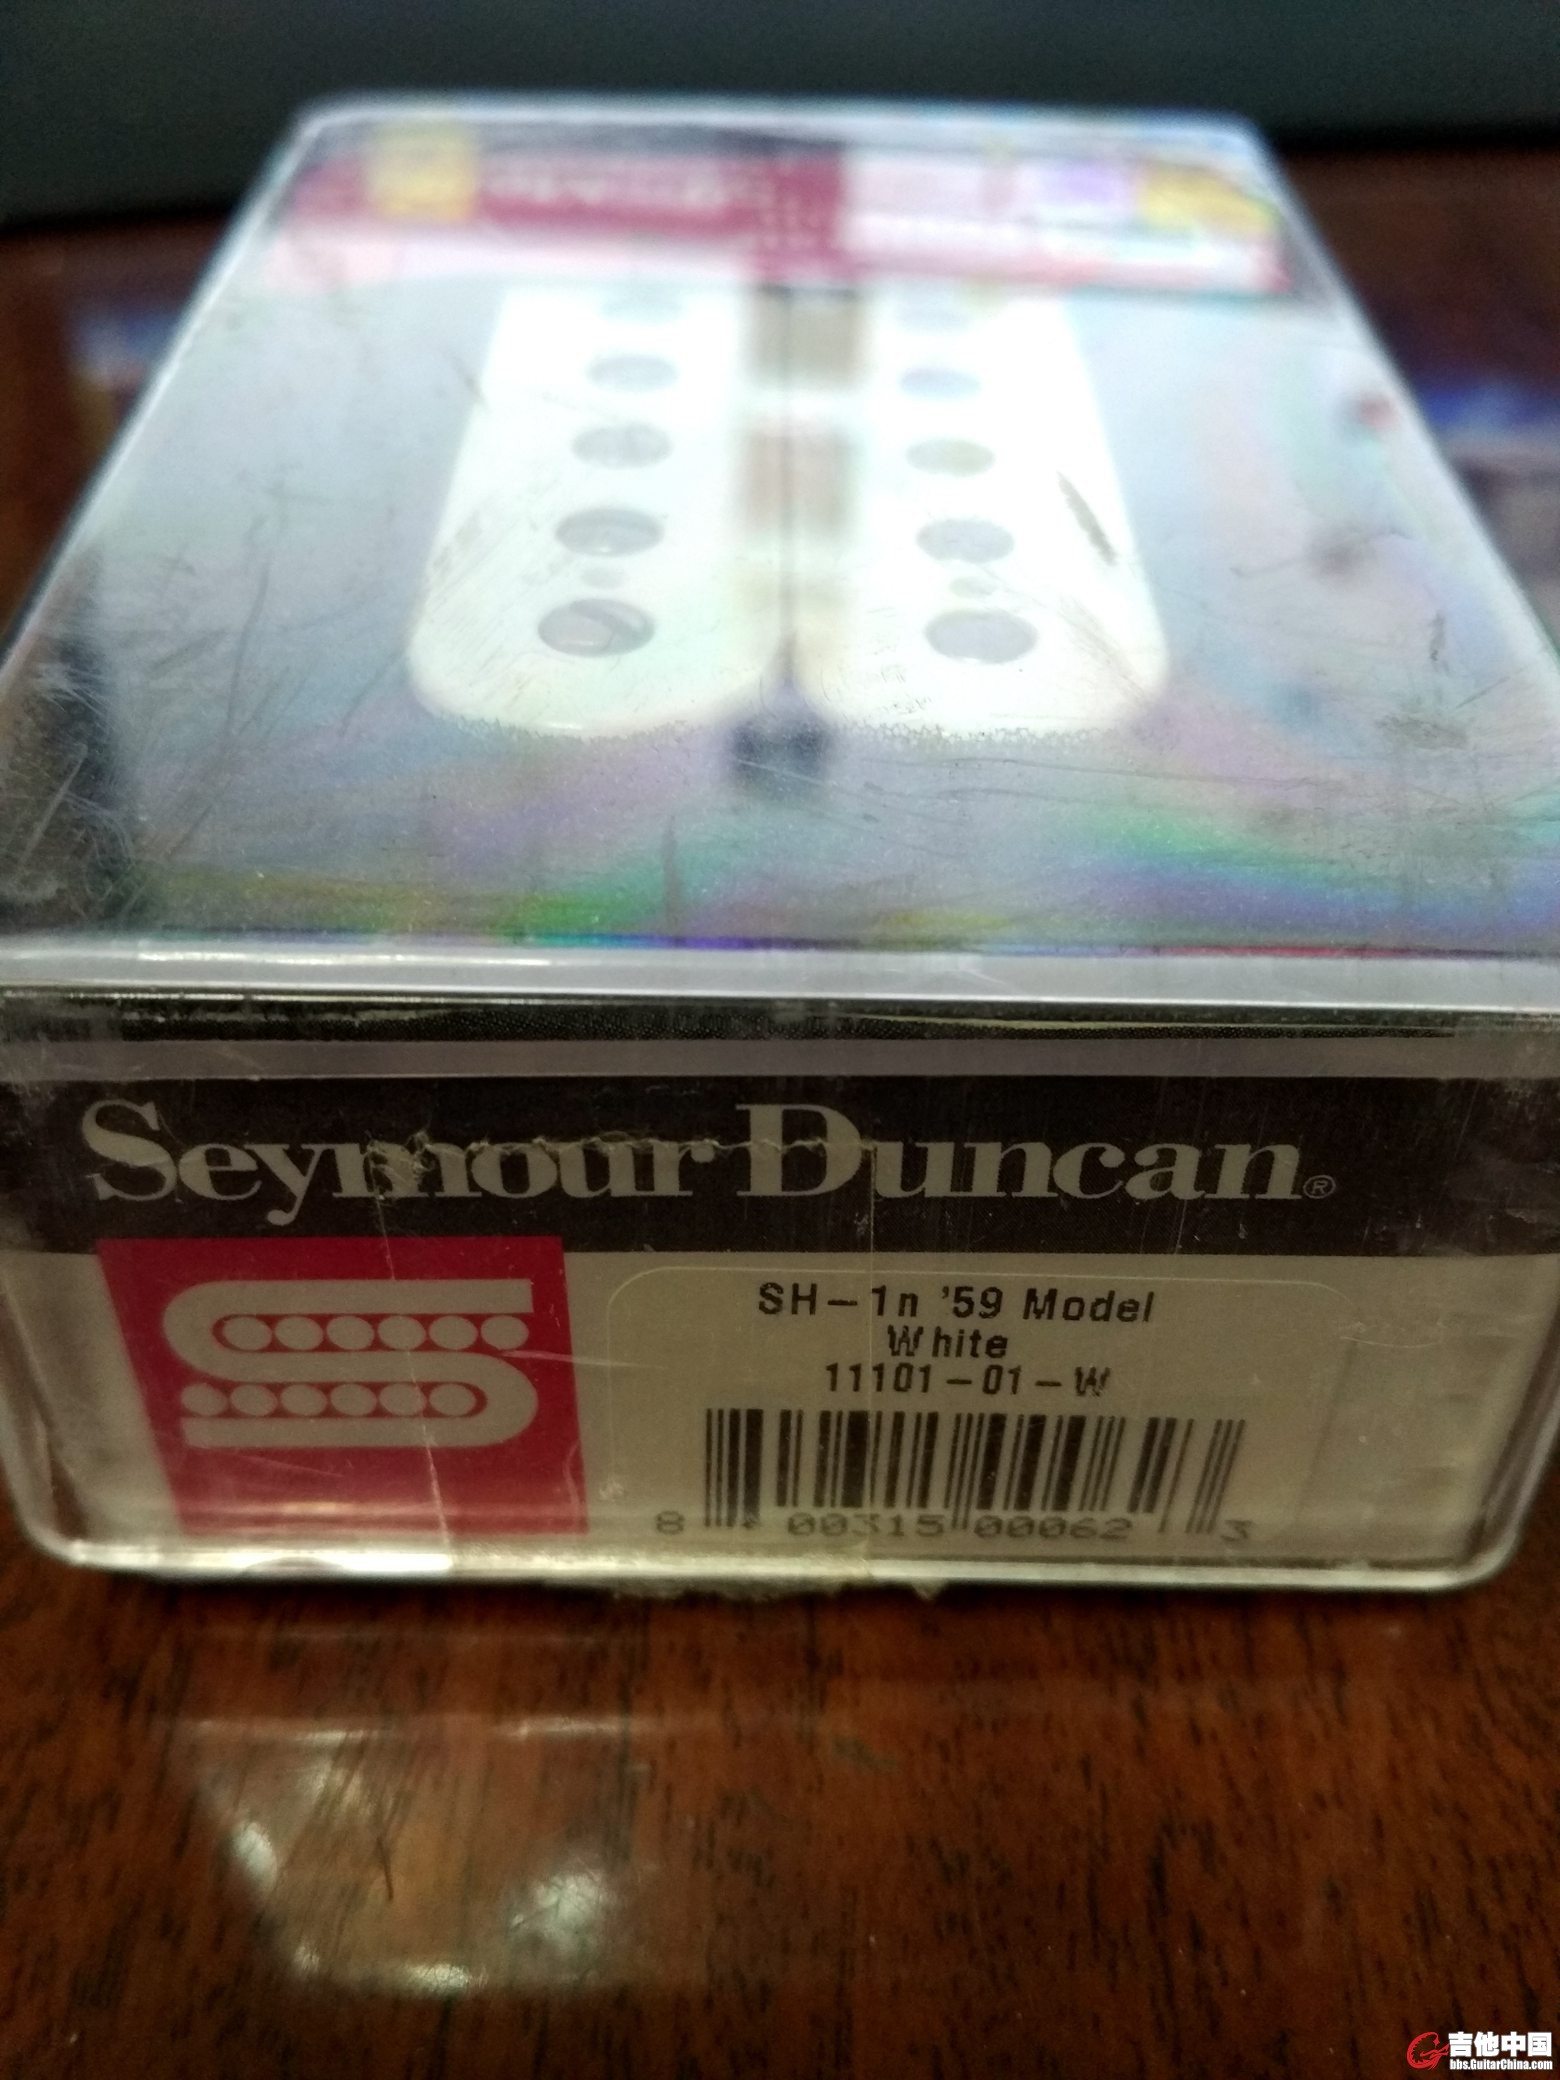 Seymour Duncan®
SH-1n '59 Model
White
11101-01-W
8 00315 00062 3
吉他中国
bbs.GuitarChina.com